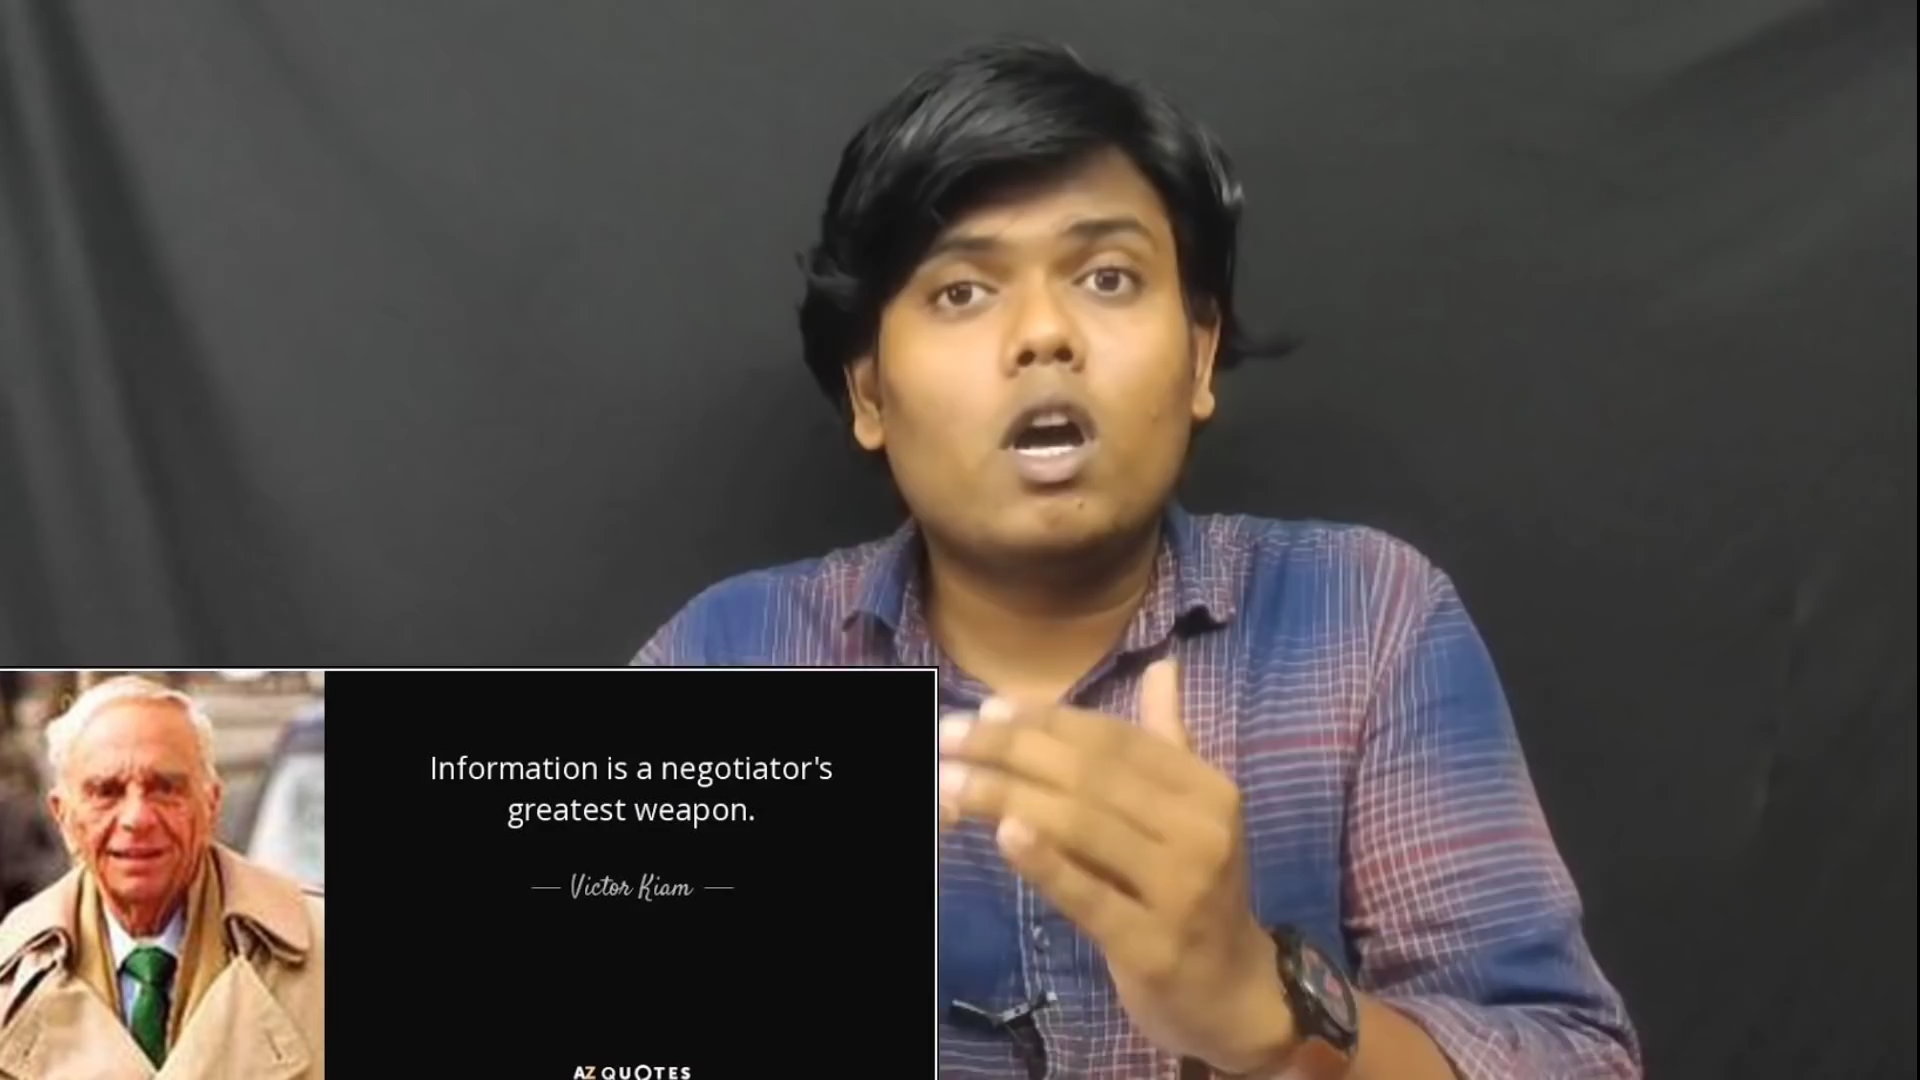 Information is a negotiator's
greatest weapon.
Victor Kiam
AZ QUOTES